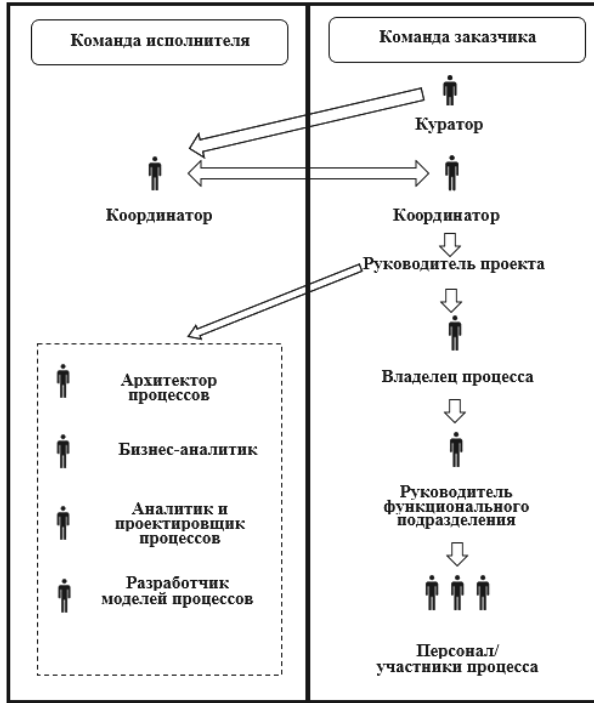 Команда исполнителя
Команда заказчика
Куратор
Координатор
Координатор
Руководитель проекта
Владелец процесса
Руководитель
функционального
подразделения
Персонал/
участники процесса
Архитектор
процессов
Бизнес-аналитик
Аналитик и
проектировщик
процессов
Разработчик
моделей процессов